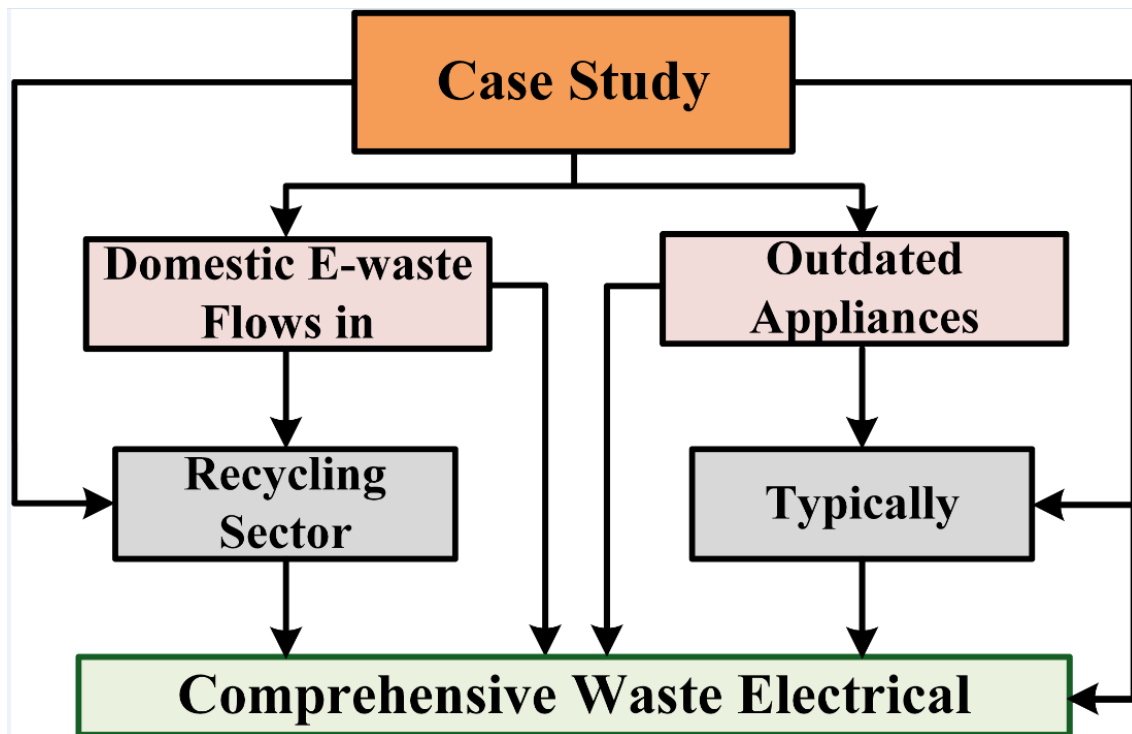 Case Study
Domestic E-waste
Flows in
Outdated
Appliances
Recycling
Sector
Typically
Comprehensive Waste Electrical